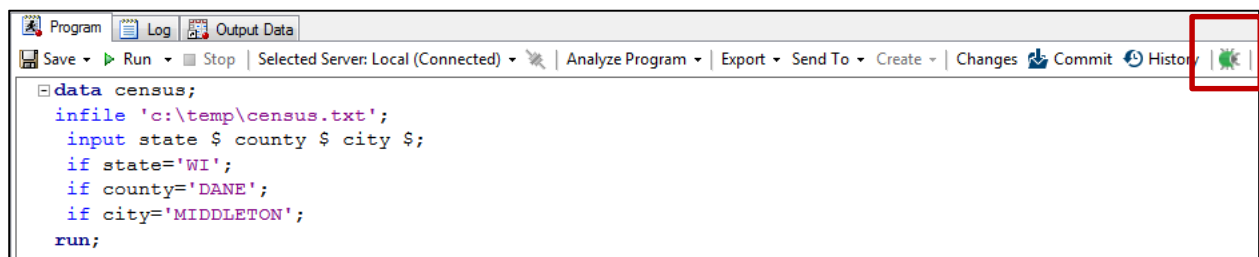 Program Log Output Data
Save Run Stop Selected Server: Local (Connected) Analyze Program Export Send To Create Changes Commit History
data census;
infile 'c:\temp\census.txt';
input state $ county $ city $;
if state='WI';
if county='DANE';
if city='MIDDLETON';
run;